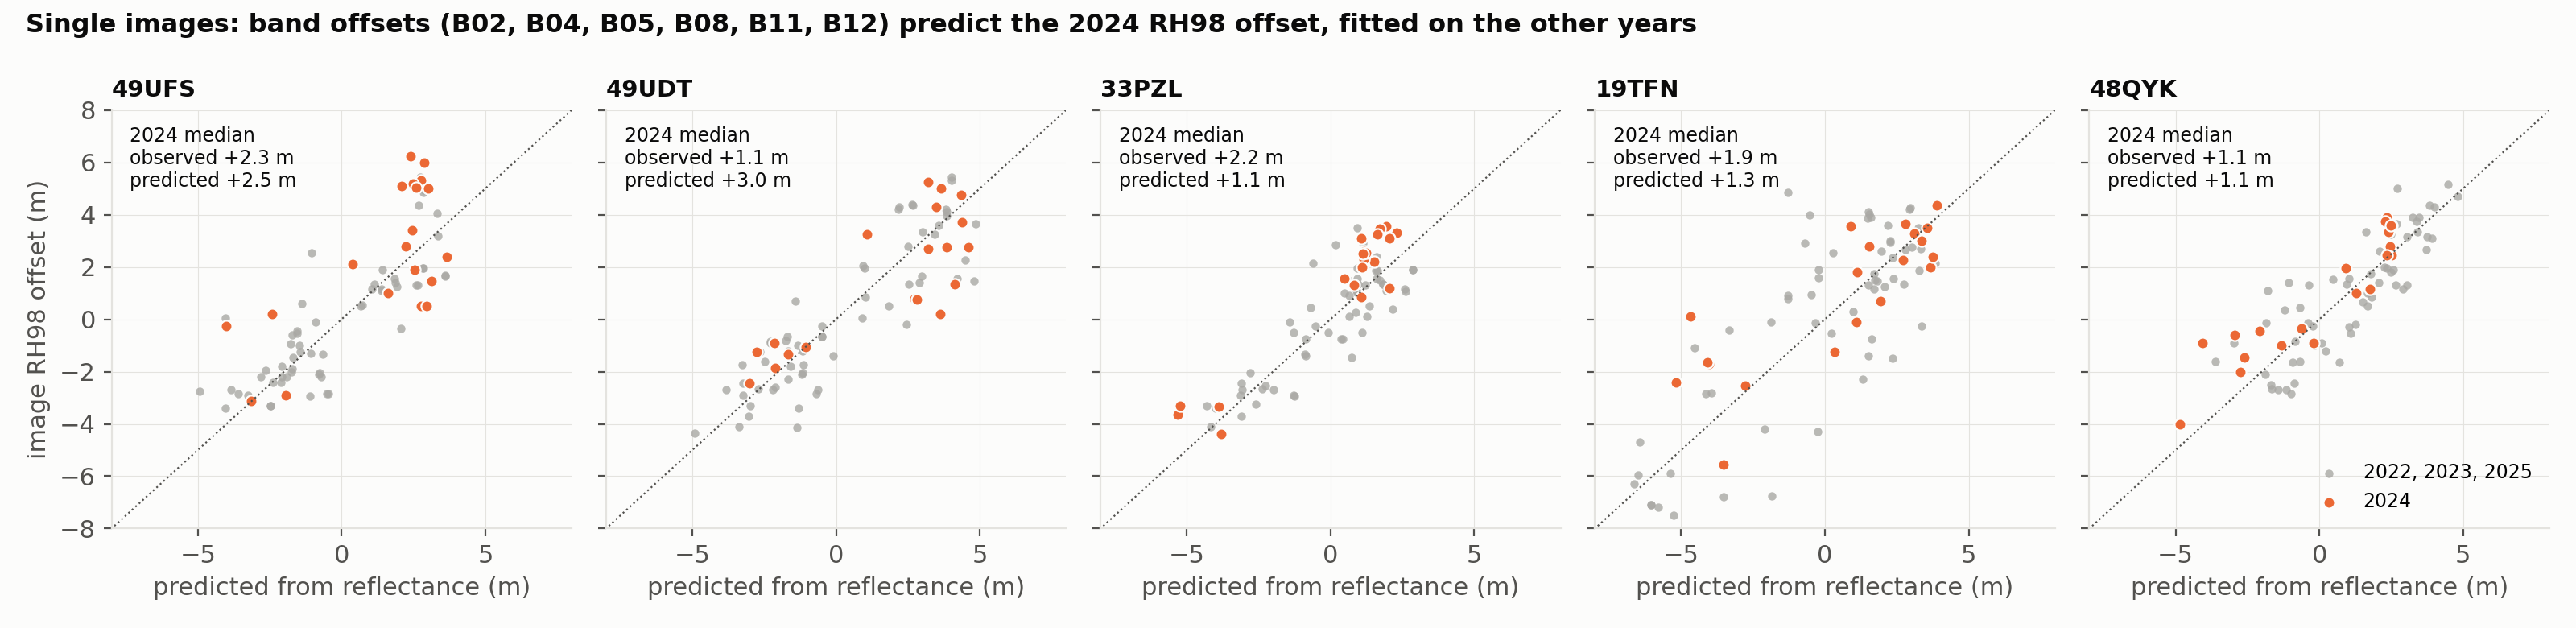 Single images: band offsets (B02, B04, B05, B08, B11, B12) predict the 2024 RH98 offset, fitted on the other years
49UFS
2024 median
observed +2.3 m
predicted +2.5 m
49UDT
2024 median
observed +1.1 m
predicted +3.0 m
33PZL
2024 median
observed +2.2 m
predicted +1.1 m
19TFN
2024 median
observed +1.9 m
predicted +1.3 m
48QYK
2024 median
observed +1.1 m
predicted +1.1 m
image RH98 offset (m)
8
6
4
2
0
−2
−4
−6
−8
2022, 2023, 2025
2024
−5 0 5
−5 0 5
−5 0 5
−5 0 5
−5 0 5
predicted from reflectance (m)
predicted from reflectance (m)
predicted from reflectance (m)
predicted from reflectance (m)
predicted from reflectance (m)